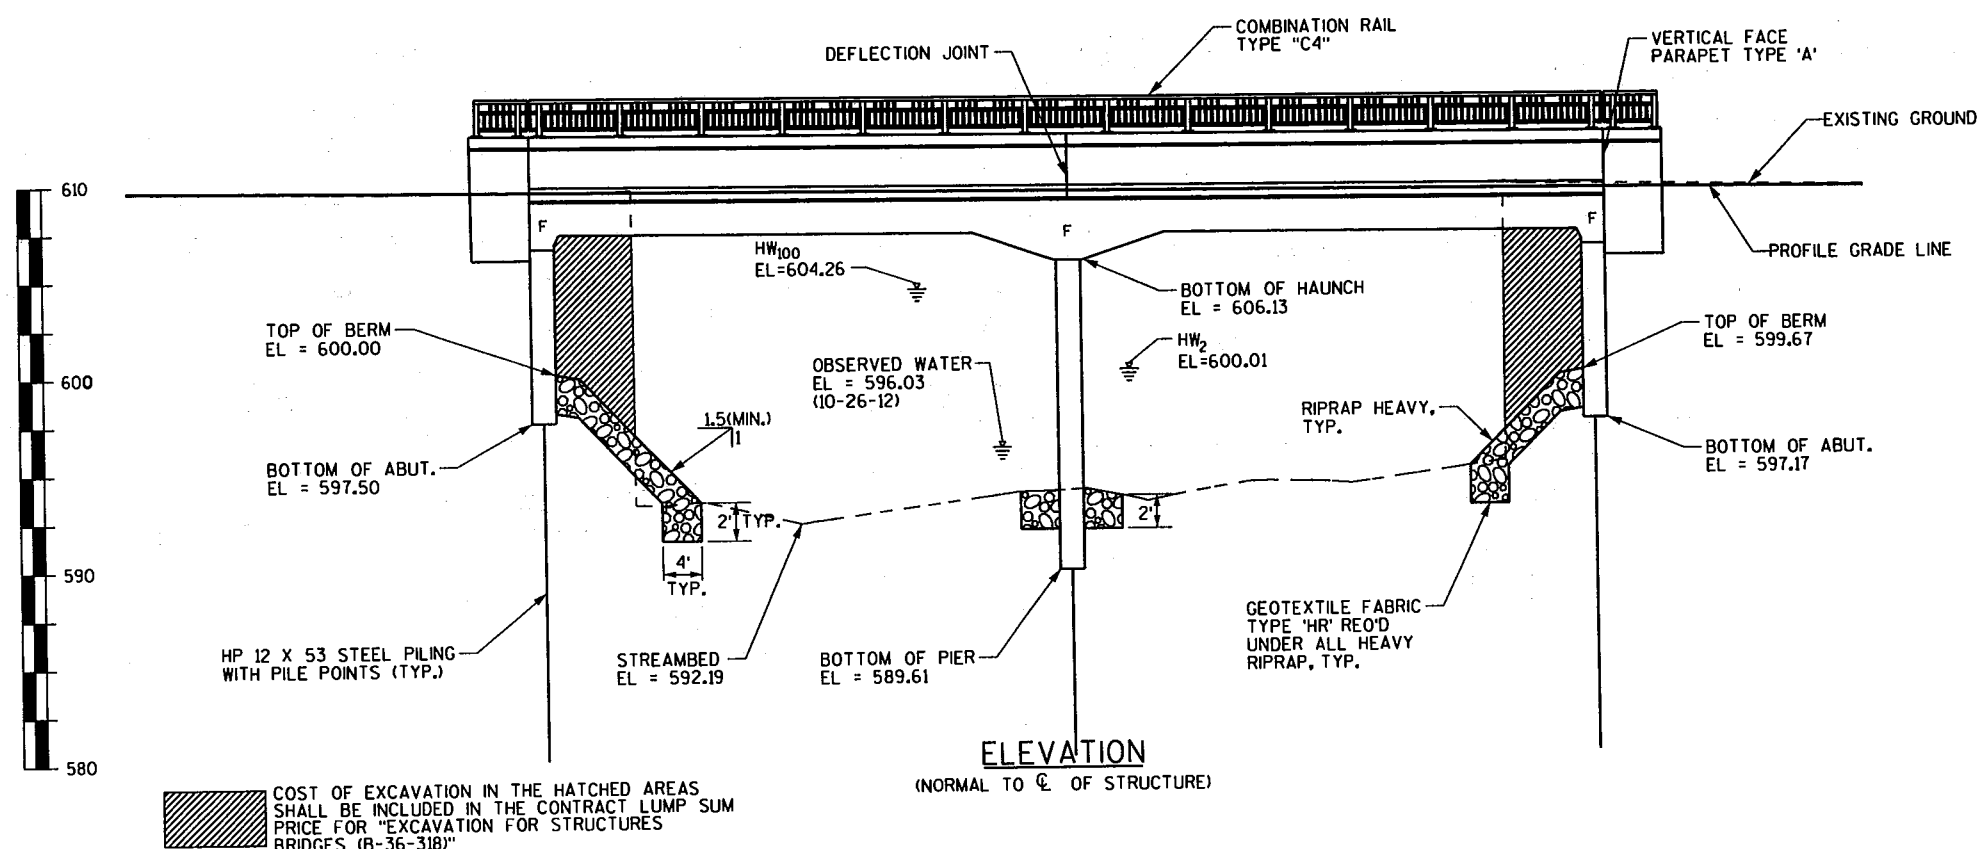 COMBINATION RAIL
TYPE "C4"
DEFLECTION JOINT
VERTICAL FACE
PARAPET TYPE 'A'
EXISTING GROUND
610
F
F
F
HW100
EL=604.26
PROFILE GRADE LINE
BOTTOM OF HAUNCH
EL = 606.13
TOP OF BERM
EL = 600.00
TOP OF BERM
EL = 599.67
HW2
EL=600.01
OBSERVED WATER
EL = 596.03
(10-26-12)
600
1.5(MIN.)
1
RIPRAP HEAVY,
TYP.
BOTTOM OF ABUT.
EL = 597.50
BOTTOM OF ABUT.
EL = 597.17
2' TYP.
2'
4'
TYP.
590
GEOTEXTILE FABRIC
TYPE 'HR' REO'D
UNDER ALL HEAVY
RIPRAP, TYP.
HP 12 X 53 STEEL PILING
WITH PILE POINTS (TYP.)
STREAMBED
EL = 592.19
BOTTOM OF PIER
EL = 589.61
580
ELEVATION
(NORMAL TO ℄ OF STRUCTURE)
COST OF EXCAVATION IN THE HATCHED AREAS
SHALL BE INCLUDED IN THE CONTRACT LUMP SUM
PRICE FOR "EXCAVATION FOR STRUCTURES
BRIDGES (B-36-318)"